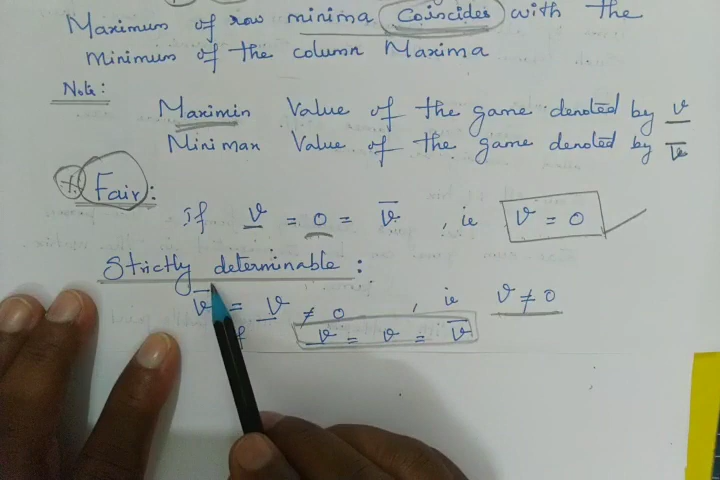 Maximum of row minima Coincides with the
Minimum of the column Maxima
Note:
Maximin Value of the game denoted by v̲
Minimax Value of the game denoted by v̅
Fair:
If v̲ = 0 = v̅, ie v = 0
Strictly determinable:
v̅ = v̲ ≠ 0, ie v ≠ 0
v̲ = v = v̅